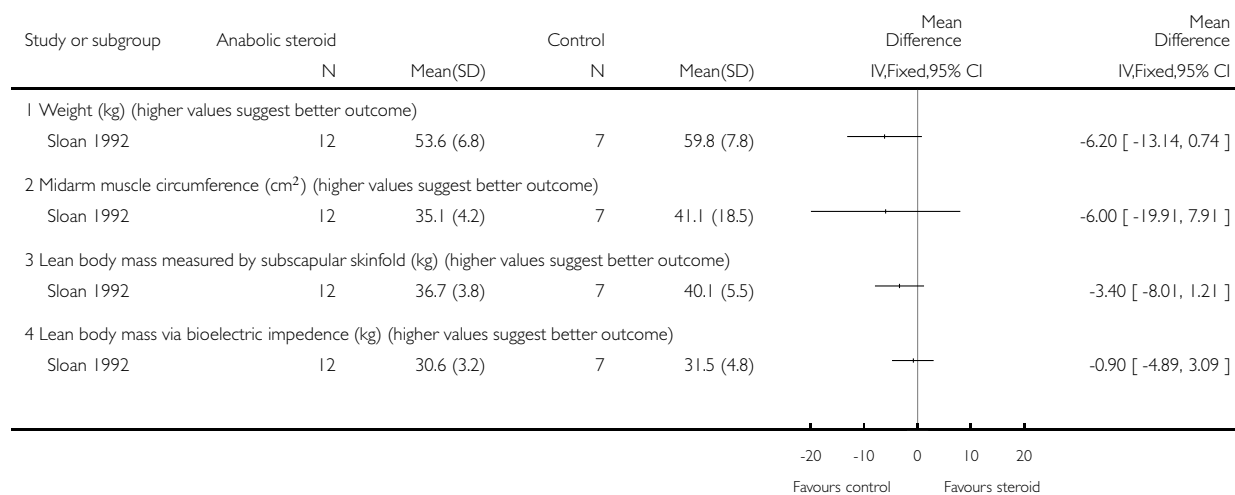 Study or subgroup Anabolic steroid Control Mean Difference Mean Difference
N Mean(SD) N Mean(SD) IV,Fixed,95% CI IV,Fixed,95% CI
1 Weight (kg) (higher values suggest better outcome)
Sloan 1992 12 53.6 (6.8) 7 59.8 (7.8) -6.20 [ -13.14, 0.74 ]
2 Midarm muscle circumference (cm²) (higher values suggest better outcome)
Sloan 1992 12 35.1 (4.2) 7 41.1 (18.5) -6.00 [ -19.91, 7.91 ]
3 Lean body mass measured by subscapular skinfold (kg) (higher values suggest better outcome)
Sloan 1992 12 36.7 (3.8) 7 40.1 (5.5) -3.40 [ -8.01, 1.21 ]
4 Lean body mass via bioelectric impedence (kg) (higher values suggest better outcome)
Sloan 1992 12 30.6 (3.2) 7 31.5 (4.8) -0.90 [ -4.89, 3.09 ]
-20 -10 0 10 20
Favours control Favours steroid